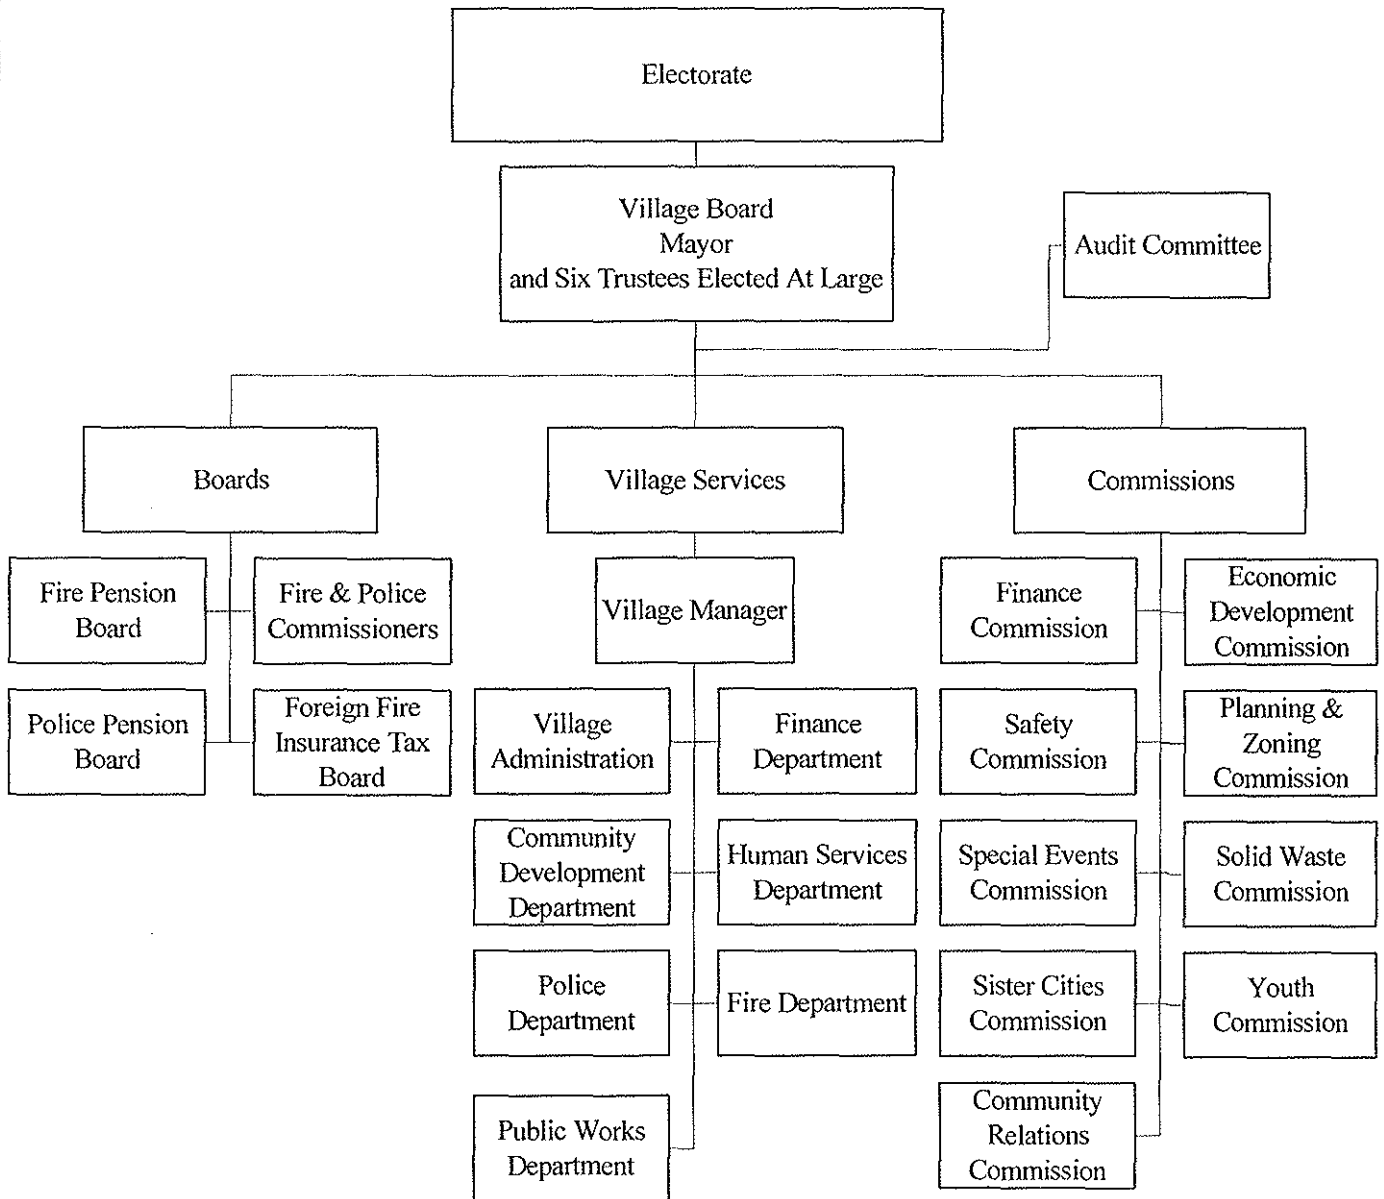 Electorate
Village Board
Mayor
and Six Trustees Elected At Large
Audit Committee
Boards
Village Services
Commissions
Fire Pension
Board
Fire & Police
Commissioners
Police Pension
Board
Foreign Fire
Insurance Tax
Board
Village Manager
Village
Administration
Finance
Department
Community
Development
Department
Human Services
Department
Police
Department
Fire Department
Public Works
Department
Finance
Commission
Economic
Development
Commission
Safety
Commission
Planning &
Zoning
Commission
Special Events
Commission
Solid Waste
Commission
Sister Cities
Commission
Youth
Commission
Community
Relations
Commission